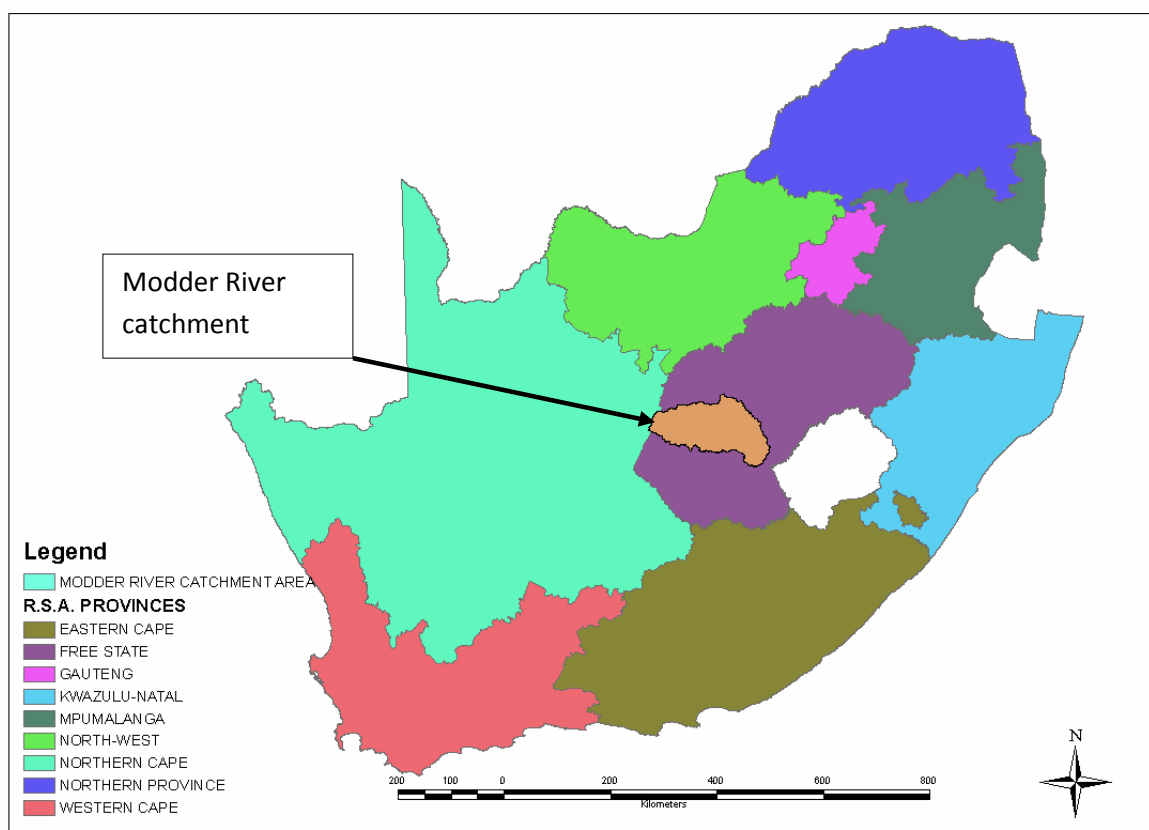 Modder River
catchment
Legend
MODDER RIVER CATCHMENT AREA
R.S.A. PROVINCES
EASTERN CAPE
FREE STATE
GAUTENG
KWAZULU-NATAL
MPUMALANGA
NORTH-WEST
NORTHERN CAPE
NORTHERN PROVINCE
WESTERN CAPE
200 100 0 200 400 600 800
Kilometers
N